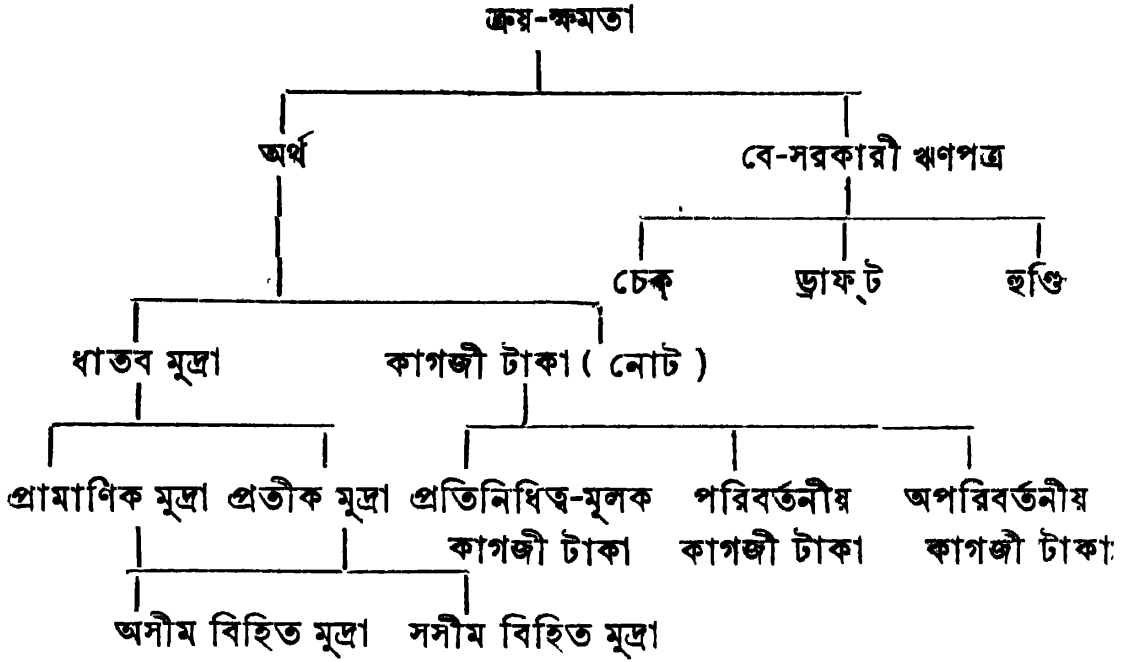 ক্রয়-ক্ষমতা
অর্থ
বে-সরকারী ঋণপত্র
চেক্ ড্রাফ্‌ট হুণ্ডি
ধাতব মুদ্রা কাগজী টাকা ( নোট )
প্রামাণিক মুদ্রা প্রতীক মুদ্রা প্রতিনিধিত্ব-মূলক পরিবর্তনীয় অপরিবর্তনীয়
কাগজী টাকা কাগজী টাকা কাগজী টাকা
অসীম বিহিত মুদ্রা সসীম বিহিত মুদ্রা